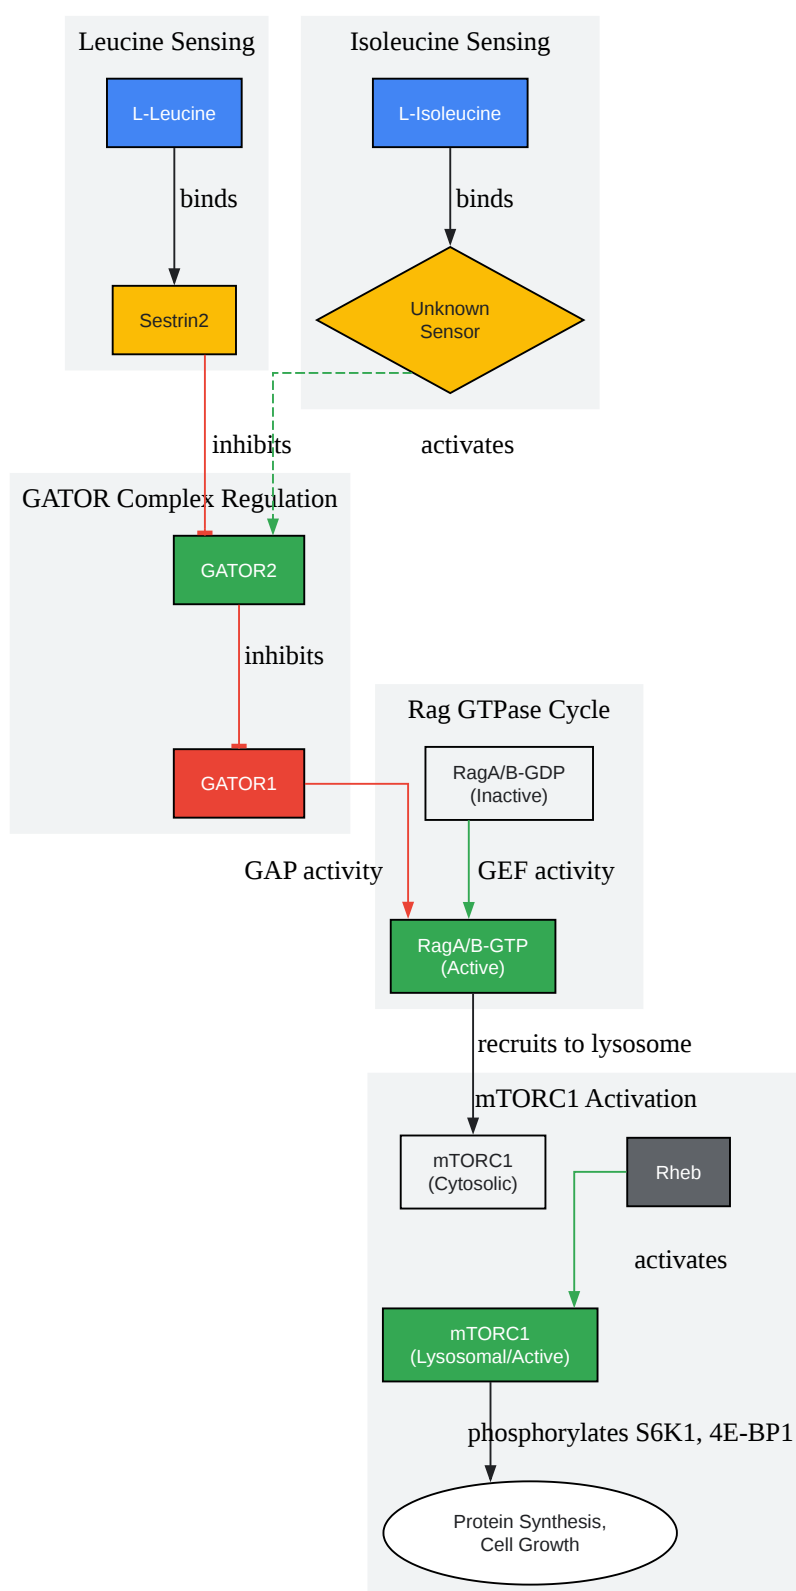 Leucine Sensing
Isoleucine Sensing
L-Leucine
L-Isoleucine
binds
binds
Sestrin2
Unknown
Sensor
inhibits
activates
GATOR Complex Regulation
GATOR2
inhibits
Rag GTPase Cycle
GATOR1
RagA/B-GDP
(Inactive)
GAP activity
GEF activity
RagA/B-GTP
(Active)
recruits to lysosome
mTORC1 Activation
mTORC1
(Cytosolic)
Rheb
activates
mTORC1
(Lysosomal/Active)
phosphorylates S6K1, 4E-BP1
Protein Synthesis,
Cell Growth